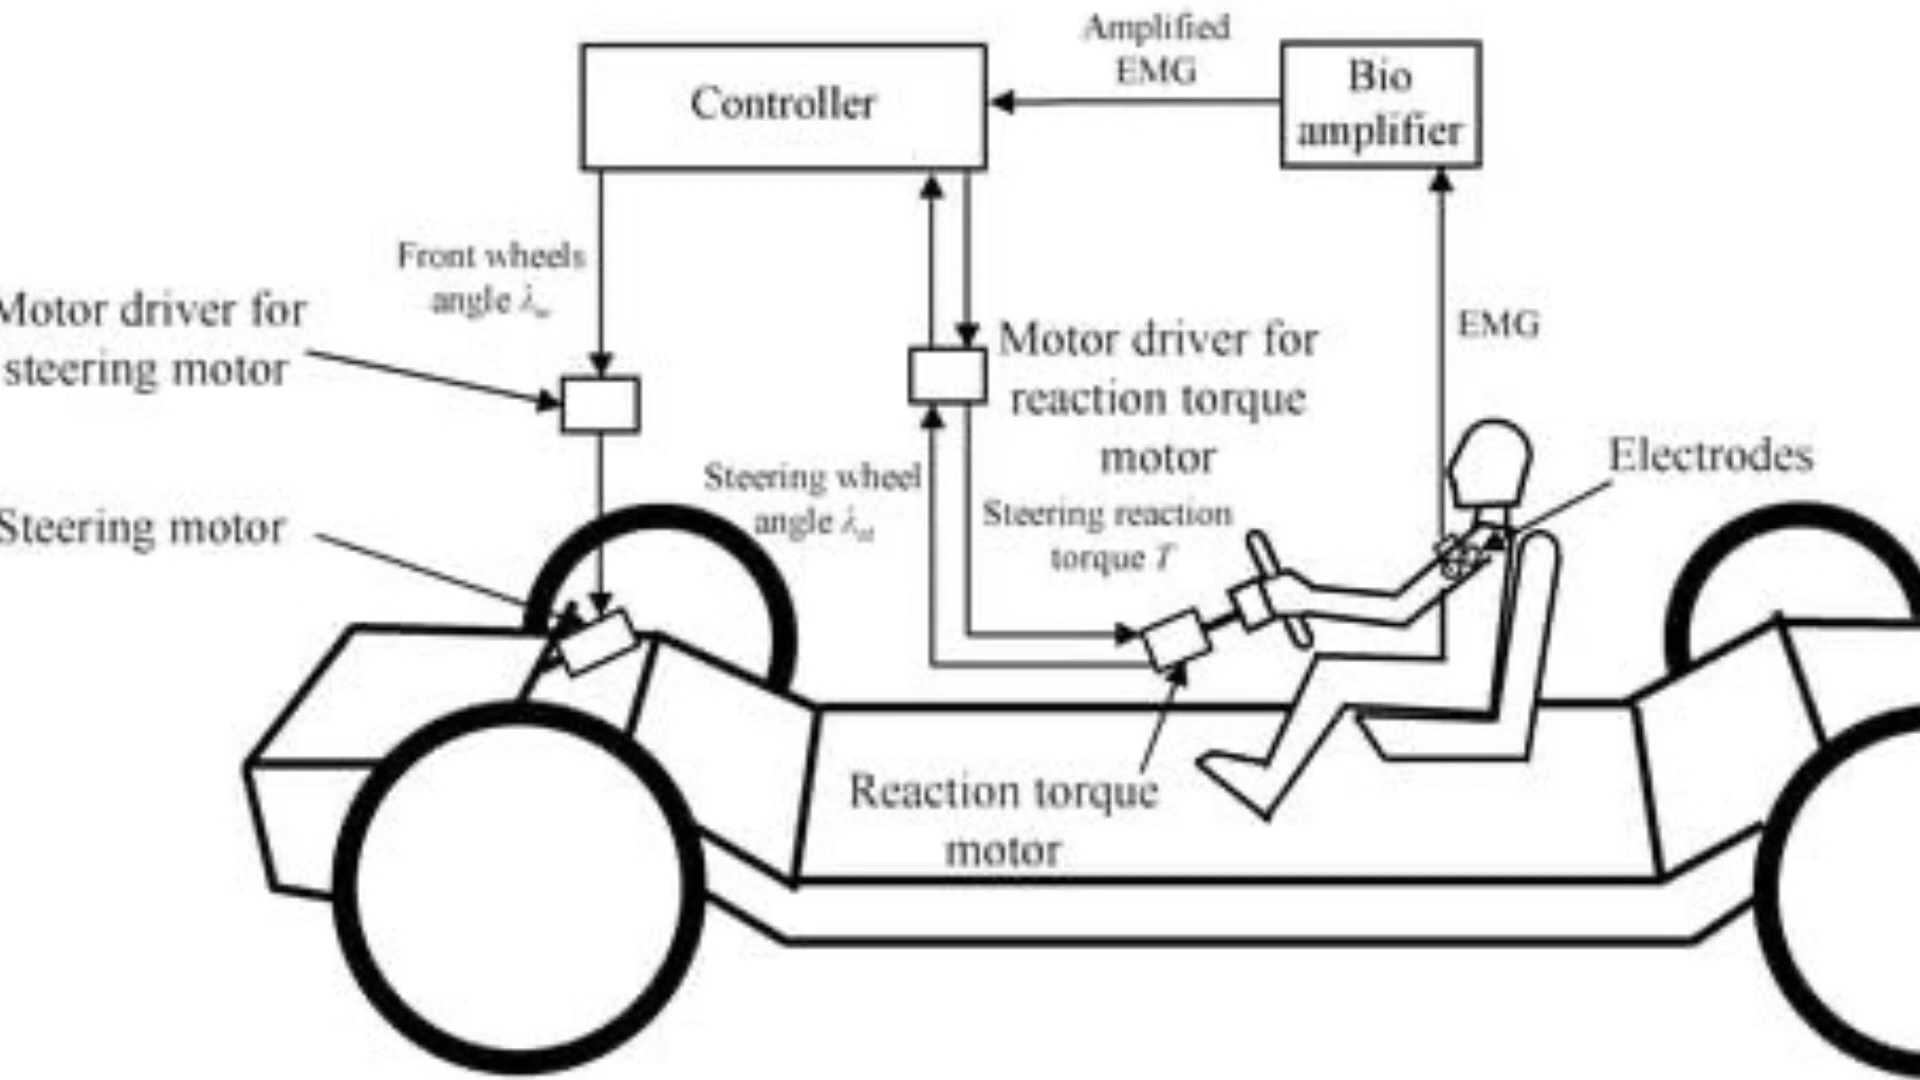 Amplified
EMG
Controller
Bio
amplifier
Front wheels
angle λw
Motor driver for
steering motor
Motor driver for
reaction torque
motor
EMG
Electrodes
Steering wheel
angle
Steering reaction
torque T
Steering motor
Reaction torque
motor